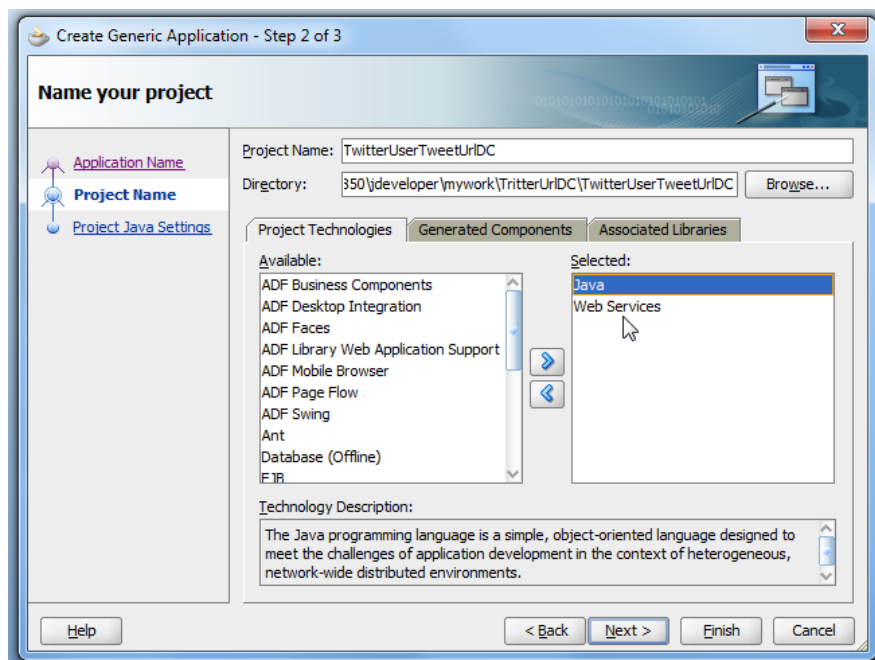 Create Generic Application - Step 2 of 3
Name your project
Application Name
Project Name
Project Java Settings
Project Name: TwitterUserTweetUrlDC
Directory: 350\jdeveloper\mywork\TritterUrlDC\TwitterUserTweetUrlDC Browse...
Project Technologies Generated Components Associated Libraries
Available: Selected:
ADF Business Components Java
ADF Desktop Integration Web Services
ADF Faces
ADF Library Web Application Support
ADF Mobile Browser
ADF Page Flow
ADF Swing
Ant
Database (Offline)
EJB
Technology Description:
The Java programming language is a simple, object-oriented language designed to
meet the challenges of application development in the context of heterogeneous,
network-wide distributed environments.
Help < Back Next > Finish Cancel